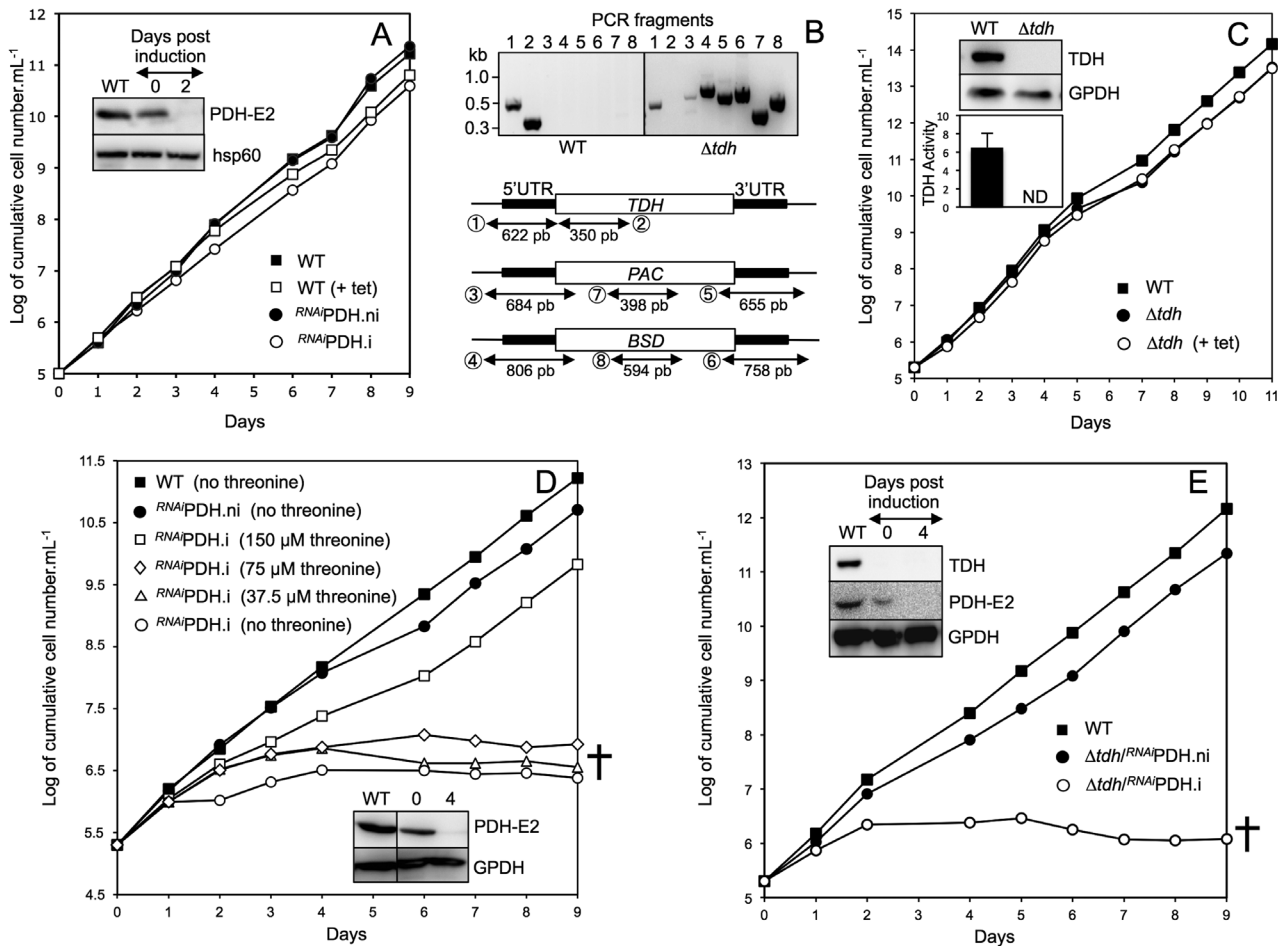 A
Log of cumulative cell number.mL-1
12
11
10
9
8
7
6
5
0 1 2 3 4 5 6 7 8 9
Days
Days post
induction
WT 0 2
PDH-E2
hsp60
WT
WT (+ tet)
RNAiPDH.ni
RNAiPDH.i
B
PCR fragments
1 2 3 4 5 6 7 8 1 2 3 4 5 6 7 8
kb
1.0
0.5
0.3
WT Δtdh
5'UTR 3'UTR
TDH
1 2
622 pb 350 pb
PAC
3 7 5
684 pb 398 pb 655 pb
BSD
4 8 6
806 pb 594 pb 758 pb
C
Log of cumulative cell number.mL-1
15
14
13
12
11
10
9
8
7
6
5
0 1 2 3 4 5 6 7 8 9 10 11
Days
WT Δtdh
TDH
GPDH
TDH Activity
10
8
6
4
2
0
ND
WT
Δtdh
Δtdh (+ tet)
D
Log of cumulative cell number.mL-1
11.5
10.5
9.5
8.5
7.5
6.5
5.5
4.5
0 1 2 3 4 5 6 7 8 9
Days
WT (no threonine)
RNAiPDH.ni (no threonine)
RNAiPDH.i (150 µM threonine)
RNAiPDH.i (75 µM threonine)
RNAiPDH.i (37.5 µM threonine)
RNAiPDH.i (no threonine)
†
WT 0 4
PDH-E2
GPDH
E
Log of cumulative cell number.mL-1
13
12
11
10
9
8
7
6
5
0 1 2 3 4 5 6 7 8 9
Days
Days post
induction
WT 0 4
TDH
PDH-E2
GPDH
WT
Δtdh/RNAiPDH.ni
Δtdh/RNAiPDH.i
†